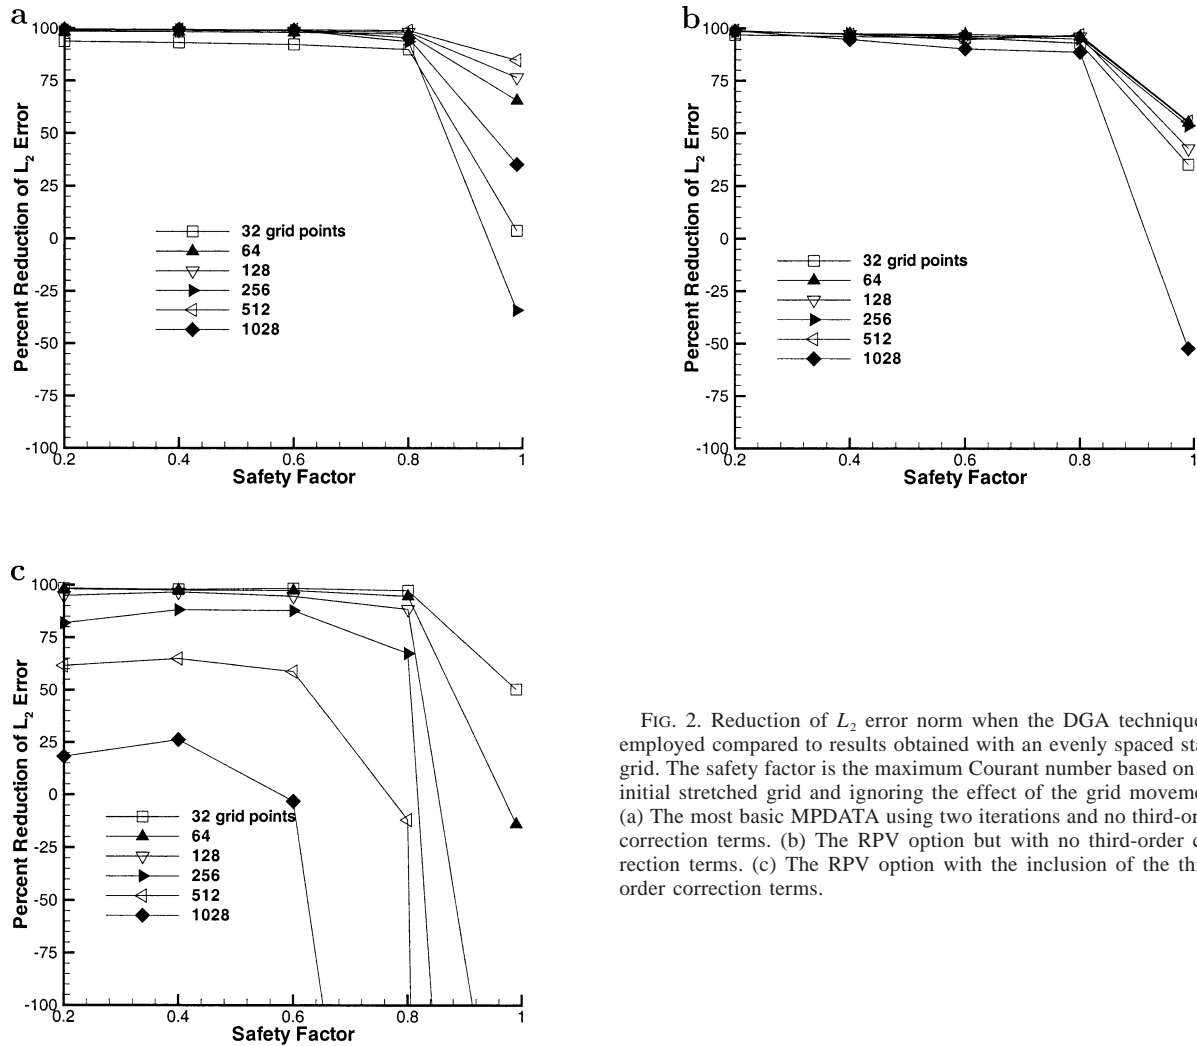 a
100
75
50
25
0
-25
-50
-75
-100
0.2 0.4 0.6 0.8 1
Percent Reduction of L2 Error
Safety Factor
32 grid points
64
128
256
512
1028
b
100
75
50
25
0
-25
-50
-75
-100
0.2 0.4 0.6 0.8 1
Percent Reduction of L2 Error
Safety Factor
32 grid points
64
128
256
512
1028
c
100
75
50
25
0
-25
-50
-75
-100
0.2 0.4 0.6 0.8 1
Percent Reduction of L2 Error
Safety Factor
32 grid points
64
128
256
512
1028
FIG. 2. Reduction of L2 error norm when the DGA technique
employed compared to results obtained with an evenly spaced sta
grid. The safety factor is the maximum Courant number based on
initial stretched grid and ignoring the effect of the grid moveme
(a) The most basic MPDATA using two iterations and no third-or
correction terms. (b) The RPV option but with no third-order c
rection terms. (c) The RPV option with the inclusion of the thi
order correction terms.